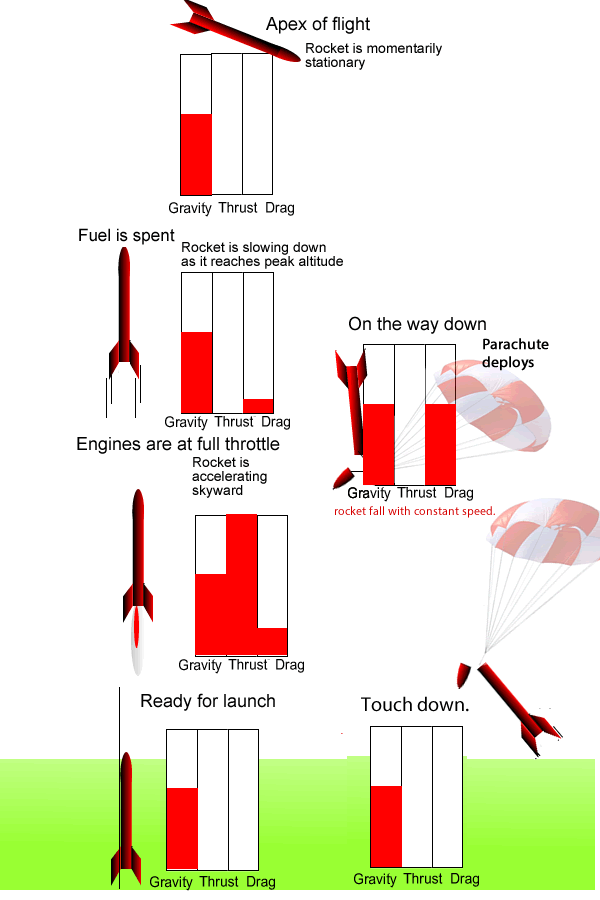 Apex of flight
Rocket is momentarily
stationary
Gravity Thrust Drag
Fuel is spent
Rocket is slowing down
as it reaches peak altitude
Gravity Thrust Drag
On the way down
Parachute
deploys
Gravity Thrust Drag
rocket fall with constant speed.
Engines are at full throttle
Rocket is
accelerating
skyward
Gravity Thrust Drag
Ready for launch
Gravity Thrust Drag
Touch down.
Gravity Thrust Drag